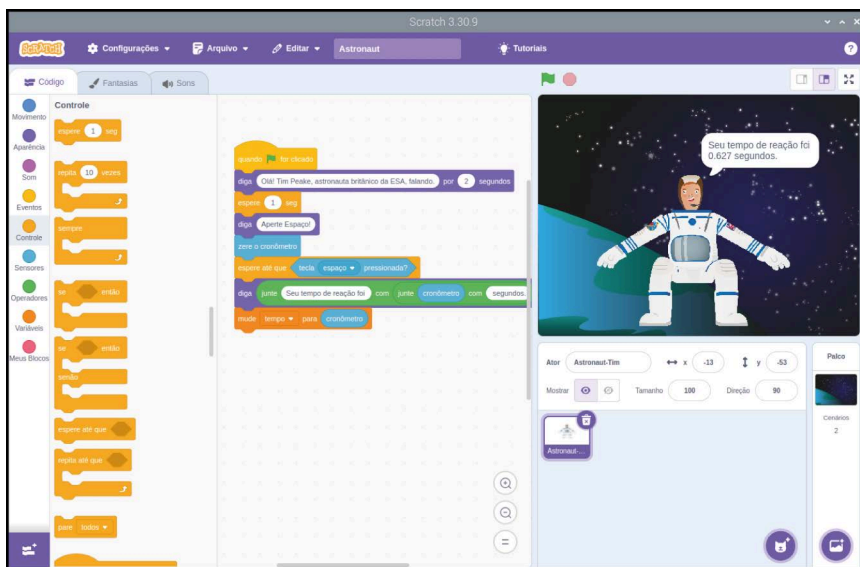 Scratch 3.30.9
SCRATCH
Configurações
Arquivo
Editar
Astronaut
Tutoriais
?
Código
Fantasias
Sons
Movimento
Aparência
Som
Eventos
Controle
Sensores
Operadores
Variáveis
Meus Blocos
Controle
espere 1 seg
repita 10 vezes
sempre
se então
se então
senão
espere até que
repita até que
pare todos
quando for clicado
diga Olá! Tim Peake, astronauta britânico da ESA, falando. por 2 segundos
espere 1 seg
diga Aperte Espaço!
zere o cronômetro
espere até que tecla espaço pressionada?
diga junte Seu tempo de reação foi com junte cronômetro com segundos.
mude tempo para cronômetro
Seu tempo de reação foi
0.627 segundos.
Ator Astronaut-Tim x -13 y -53
Mostrar Tamanho 100 Direção 90
Astronaut-...
Palco
Cenários
2